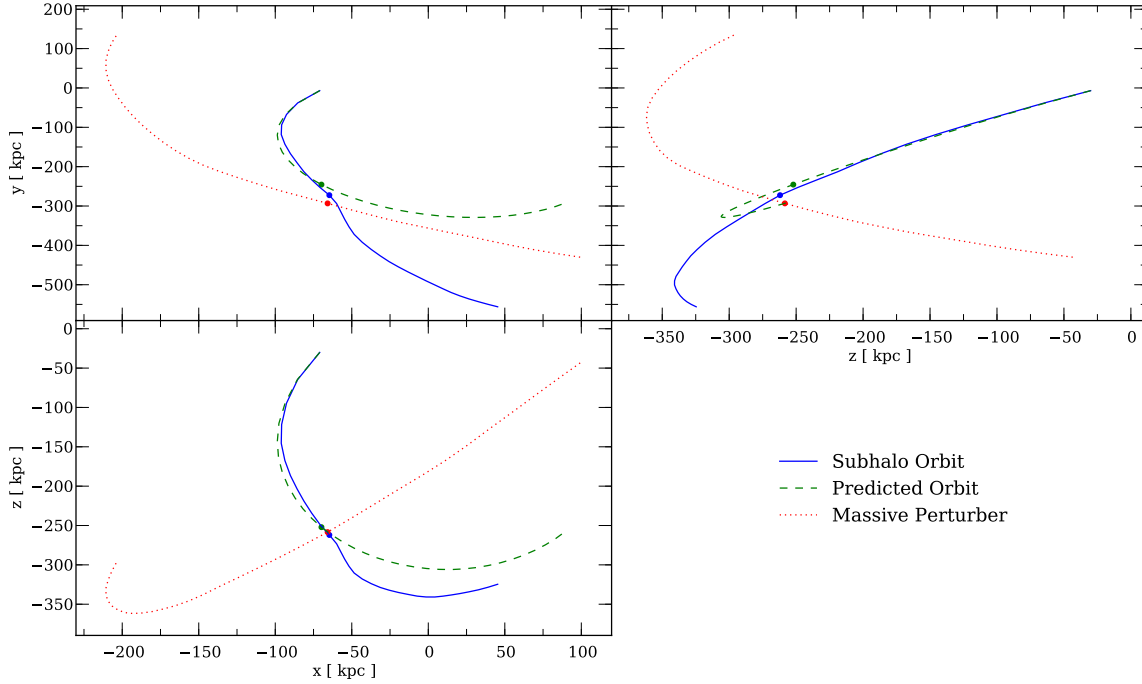 200
100
0
−100
−200
−300
−400
−500
y [ kpc ]
−350 −300 −250 −200 −150 −100 −50 0
z [ kpc ]
0
−50
−100
−150
−200
−250
−300
−350
z [ kpc ]
−200 −150 −100 −50 0 50 100
x [ kpc ]
Subhalo Orbit
Predicted Orbit
Massive Perturber